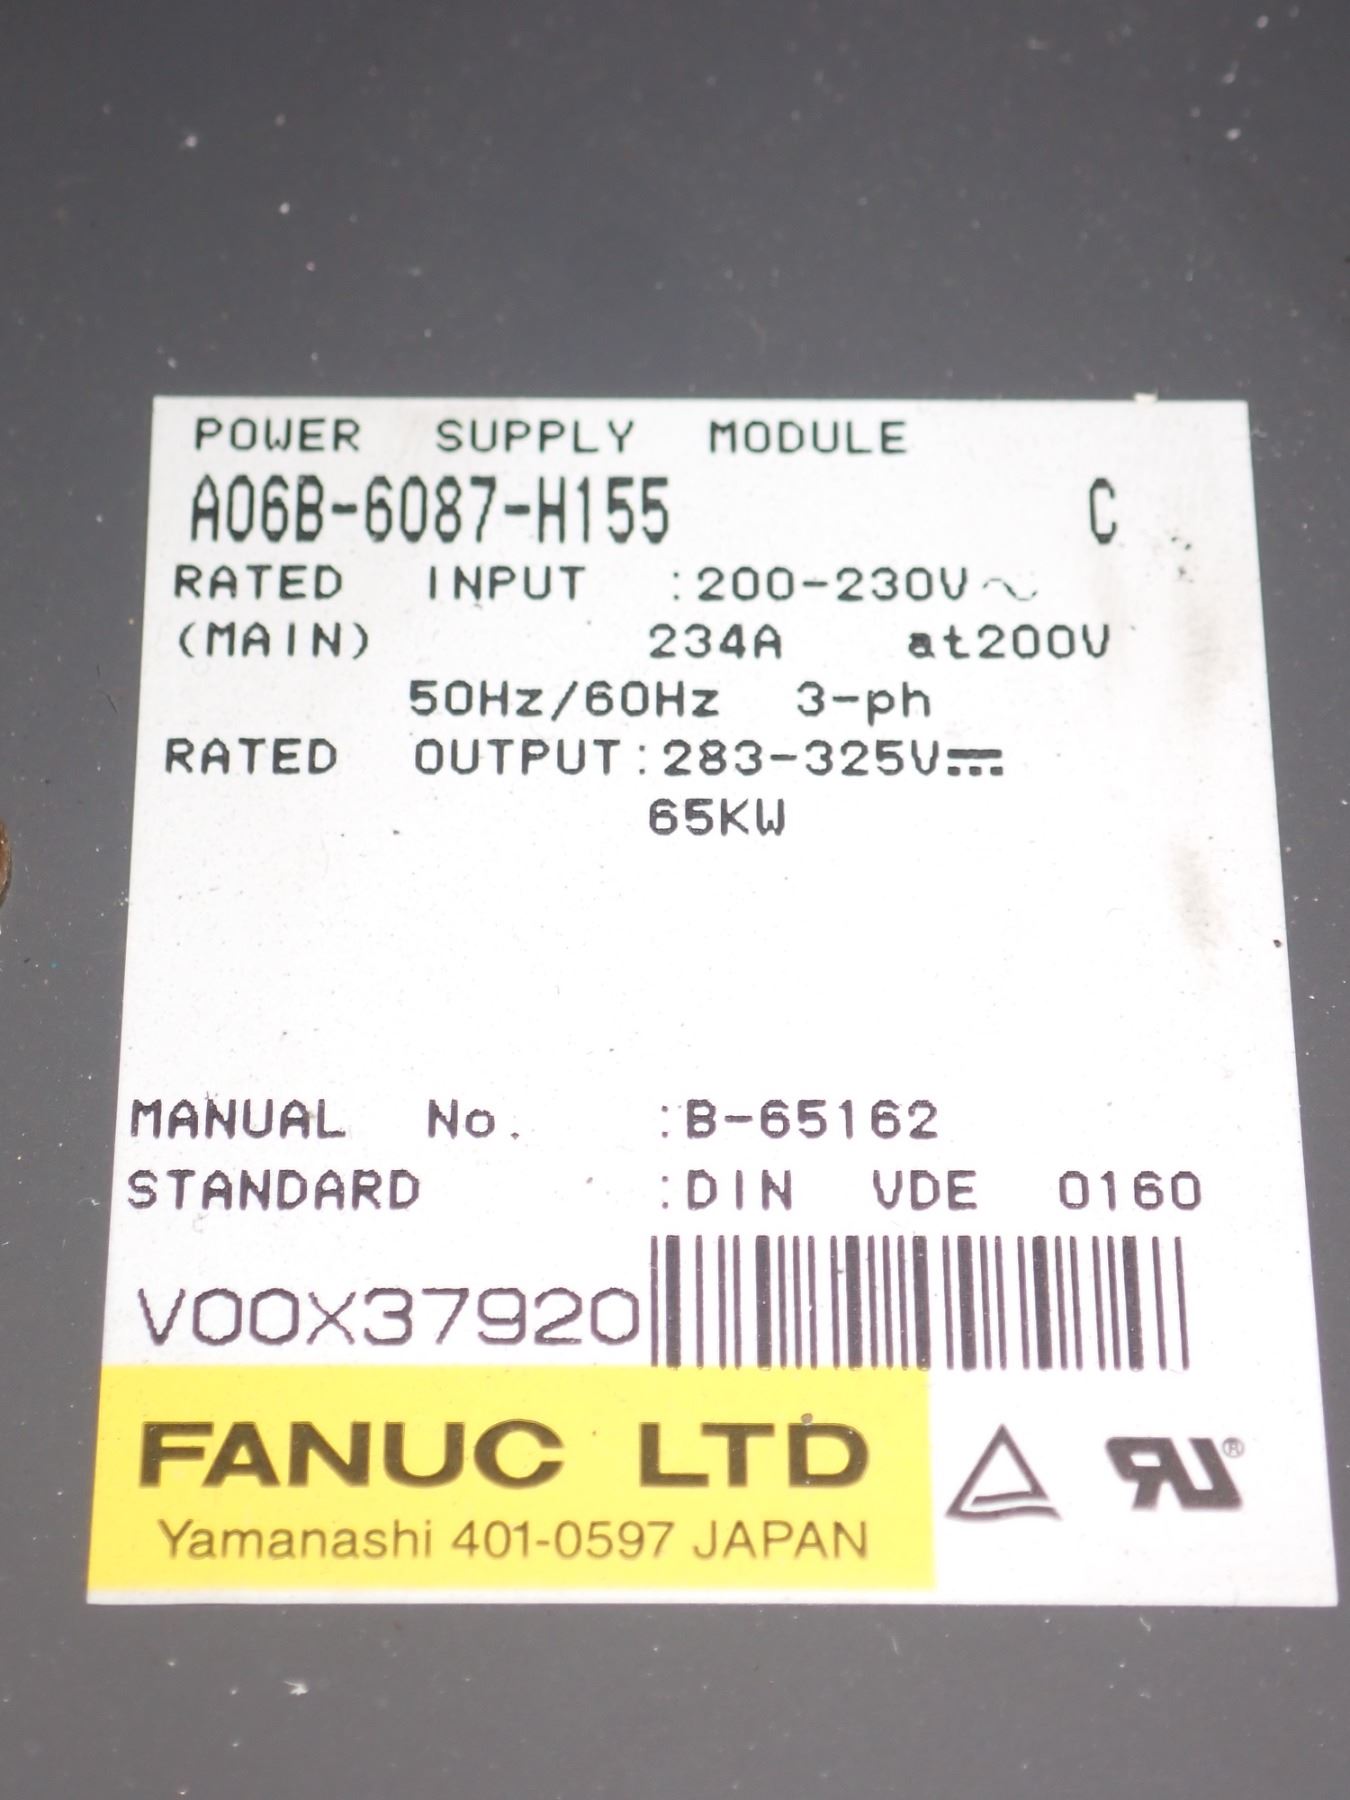 POWER SUPPLY MODULE
A06B-6087-H155 C
RATED INPUT :200-230V~
(MAIN) 234A at200V
50Hz/60Hz 3-ph
RATED OUTPUT:283-325V⎓
65KW
MANUAL No. :B-65162
STANDARD :DIN VDE 0160
V00X37920
FANUC LTD
Yamanashi 401-0597 JAPAN